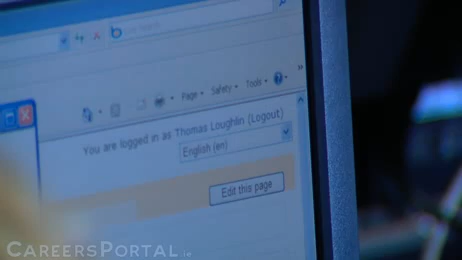 Page Safety Tools
You are logged in as Thomas Loughlin (Logout)
English (en)
Edit this page
CAREERSPORTAL.ie